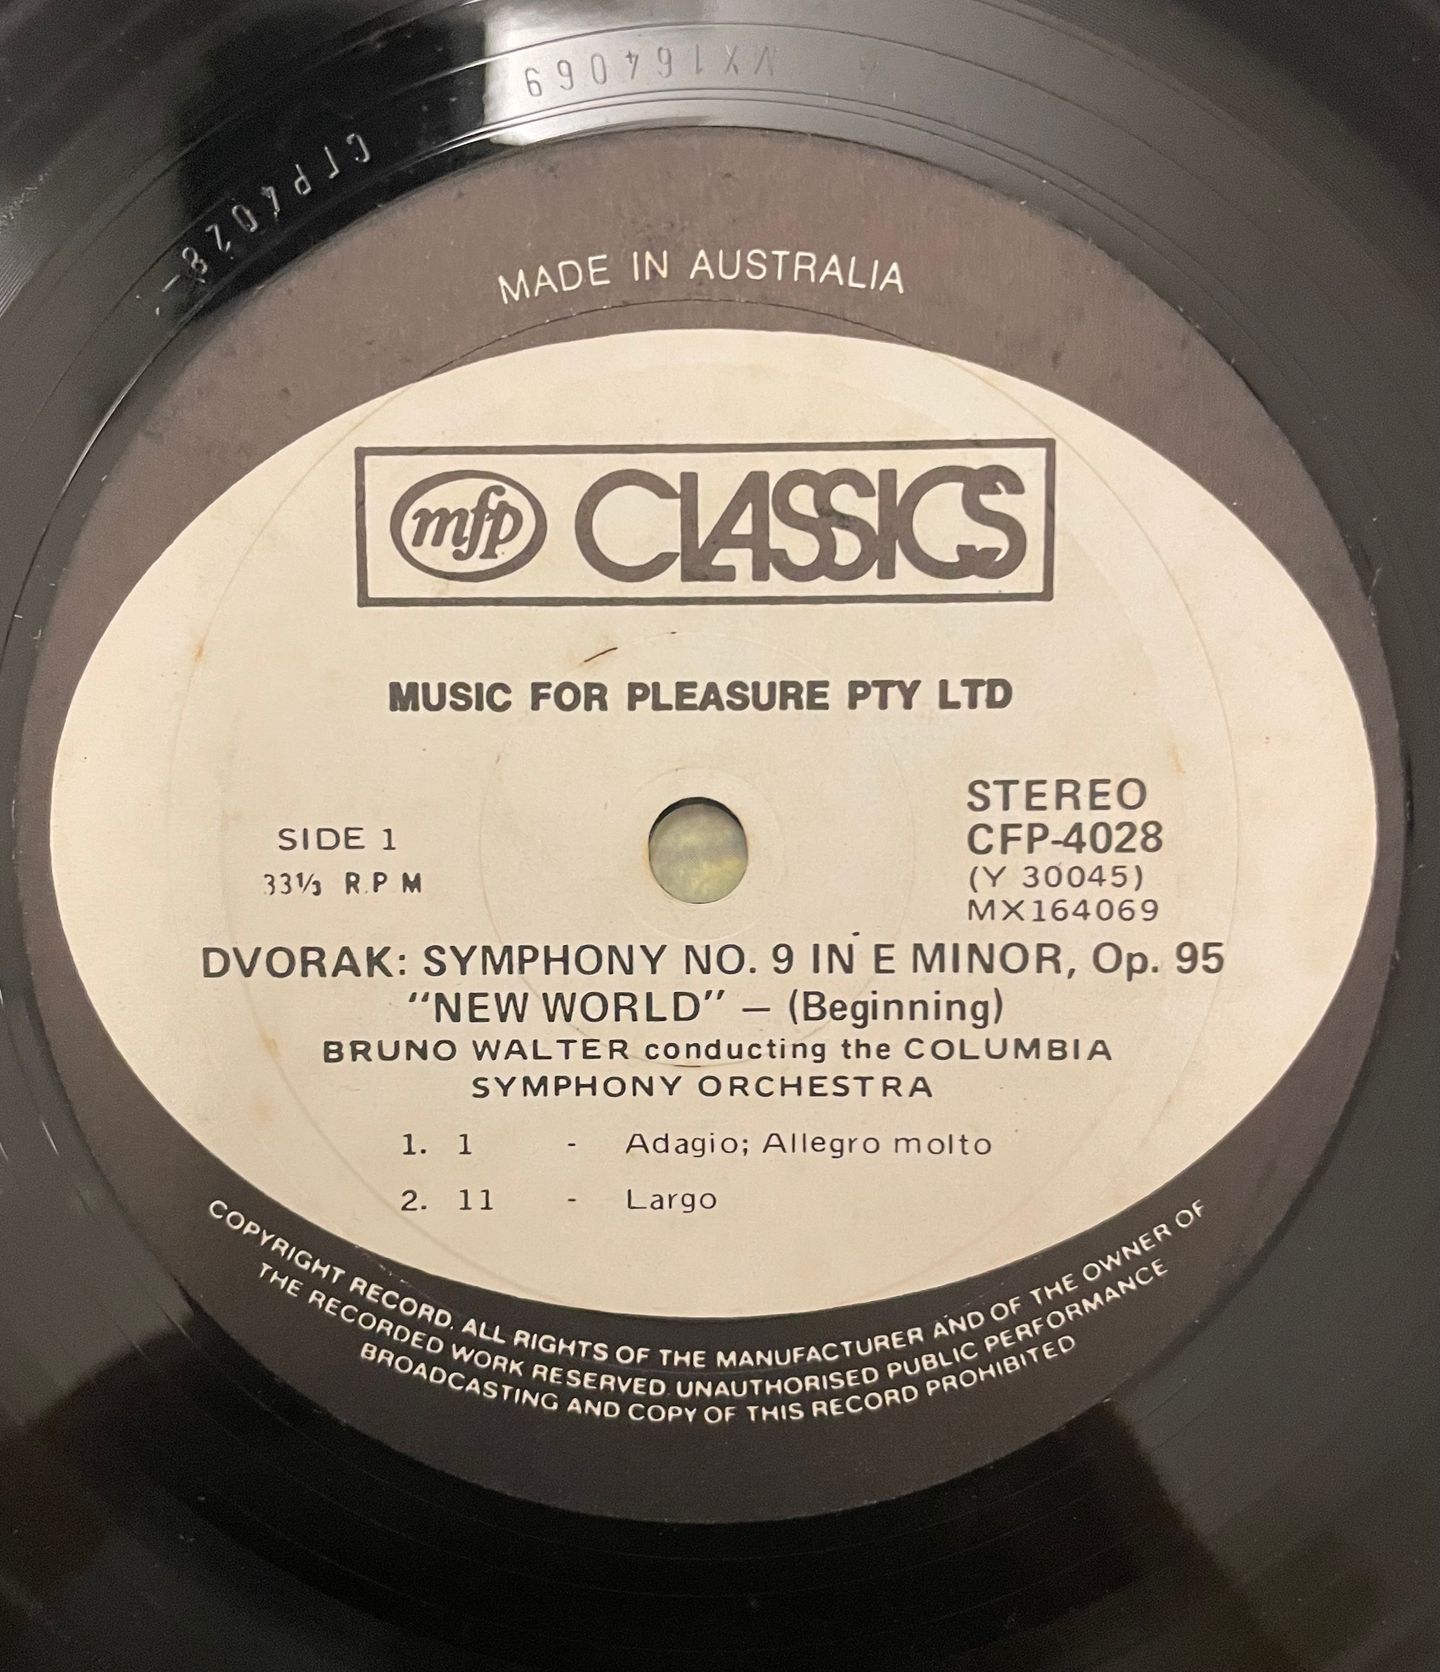 MX164069
CFP4028
MADE IN AUSTRALIA
mfp CLASSICS
MUSIC FOR PLEASURE PTY LTD
STEREO
SIDE 1
CFP-4028
33⅓ R.P M
(Y 30045)
MX164069
DVORAK: SYMPHONY NO. 9 IN E MINOR, Op. 95
"NEW WORLD" – (Beginning)
BRUNO WALTER conducting the COLUMBIA
SYMPHONY ORCHESTRA
1. 1 - Adagio; Allegro molto
2. 11 - Largo
COPYRIGHT RECORD. ALL RIGHTS OF THE MANUFACTURER AND OF THE OWNER OF
THE RECORDED WORK RESERVED. UNAUTHORISED PUBLIC PERFORMANCE
BROADCASTING AND COPY OF THIS RECORD PROHIBITED